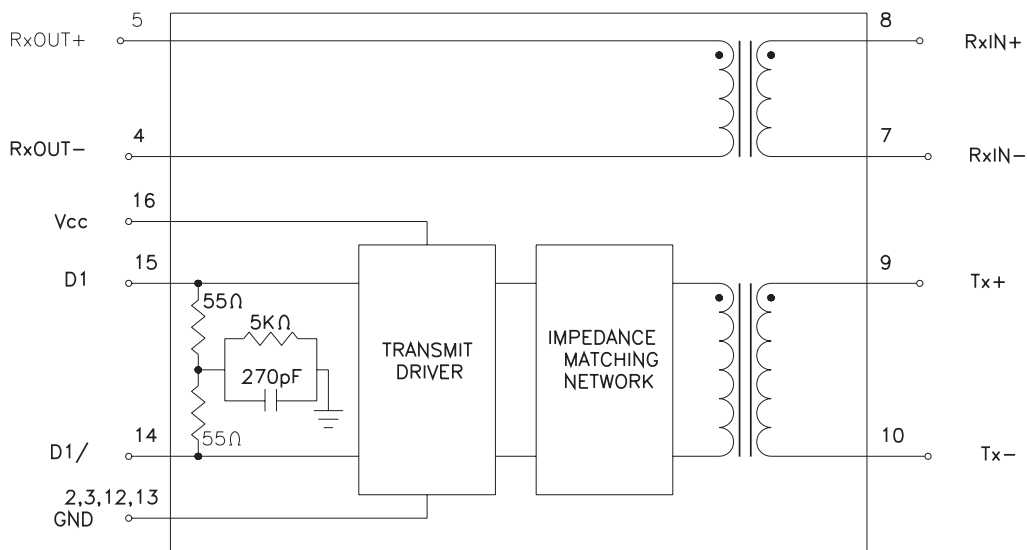 5
8
RxOUT+
RxIN+
4
7
RxOUT−
RxIN−
16
Vcc
15
9
D1
Tx+
55Ω
5KΩ
TRANSMIT
DRIVER
IMPEDANCE
MATCHING
NETWORK
270pF
55Ω
14
10
D1/
Tx−
2,3,12,13
GND